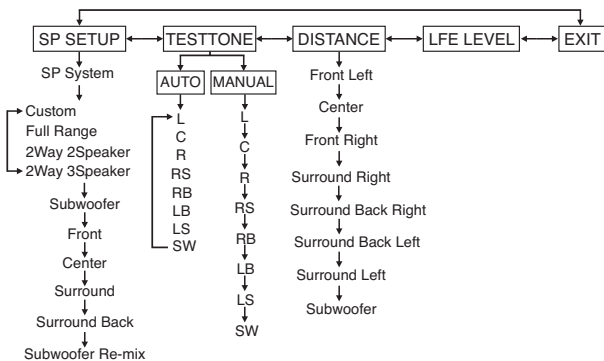 SP SETUP
TESTTONE
DISTANCE
LFE LEVEL
EXIT
SP System
Custom
Full Range
2Way 2Speaker
2Way 3Speaker
Subwoofer
Front
Center
Surround
Surround Back
Subwoofer Re-mix
AUTO
L
C
R
RS
RB
LB
LS
SW
MANUAL
L
C
R
RS
RB
LB
LS
SW
Front Left
Center
Front Right
Surround Right
Surround Back Right
Surround Back Left
Surround Left
Subwoofer